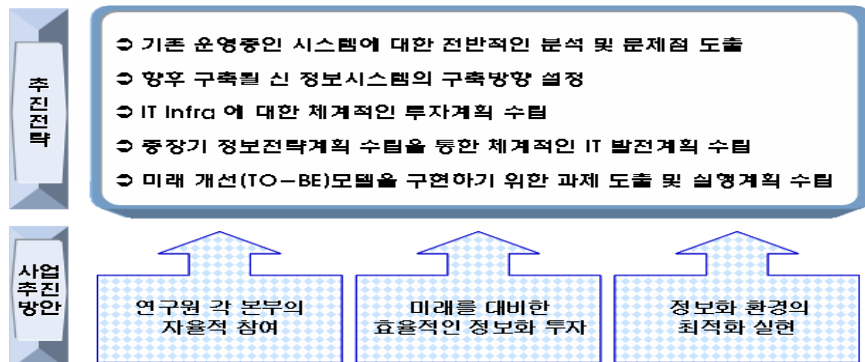 추
진
전
략
➲ 기존 운영중인 시스템에 대한 전반적인 분석 및 문제점 도출
➲ 향후 구축될 신 정보시스템의 구축방향 설정
➲ IT Infra 에 대한 체계적인 투자계획 수립
➲ 중장기 정보전략계획 수립을 통한 체계적인 IT 발전계획 수립
➲ 미래 개선(TO-BE)모델을 구현하기 위한 과제 도출 및 실행계획 수립
사업
추진
방안
연구원 각 본부의
자율적 참여
미래를 대비한
효율적인 정보화 투자
정보화 환경의
최적화 실현